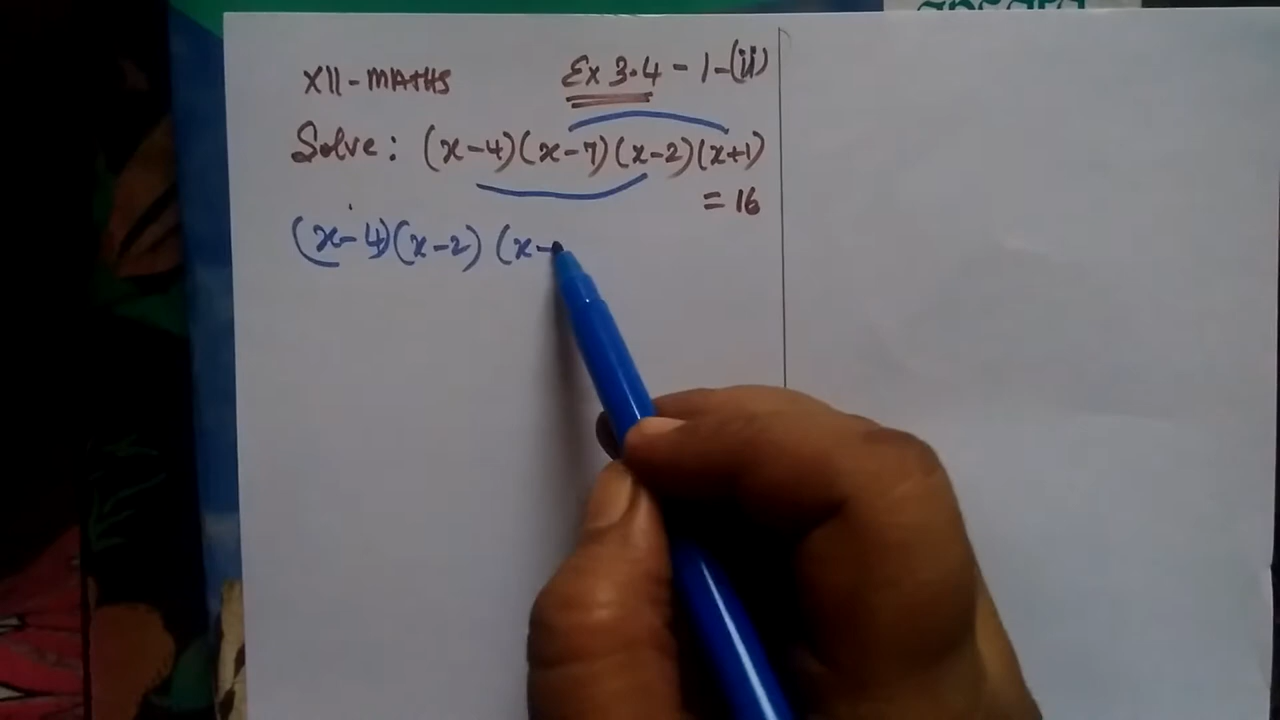 XII - MATHS Ex 3.4 - 1 - (ii)
Solve : (x-4)(x-7)(x-2)(x+1)
= 16
(x-4)(x-2) (x-